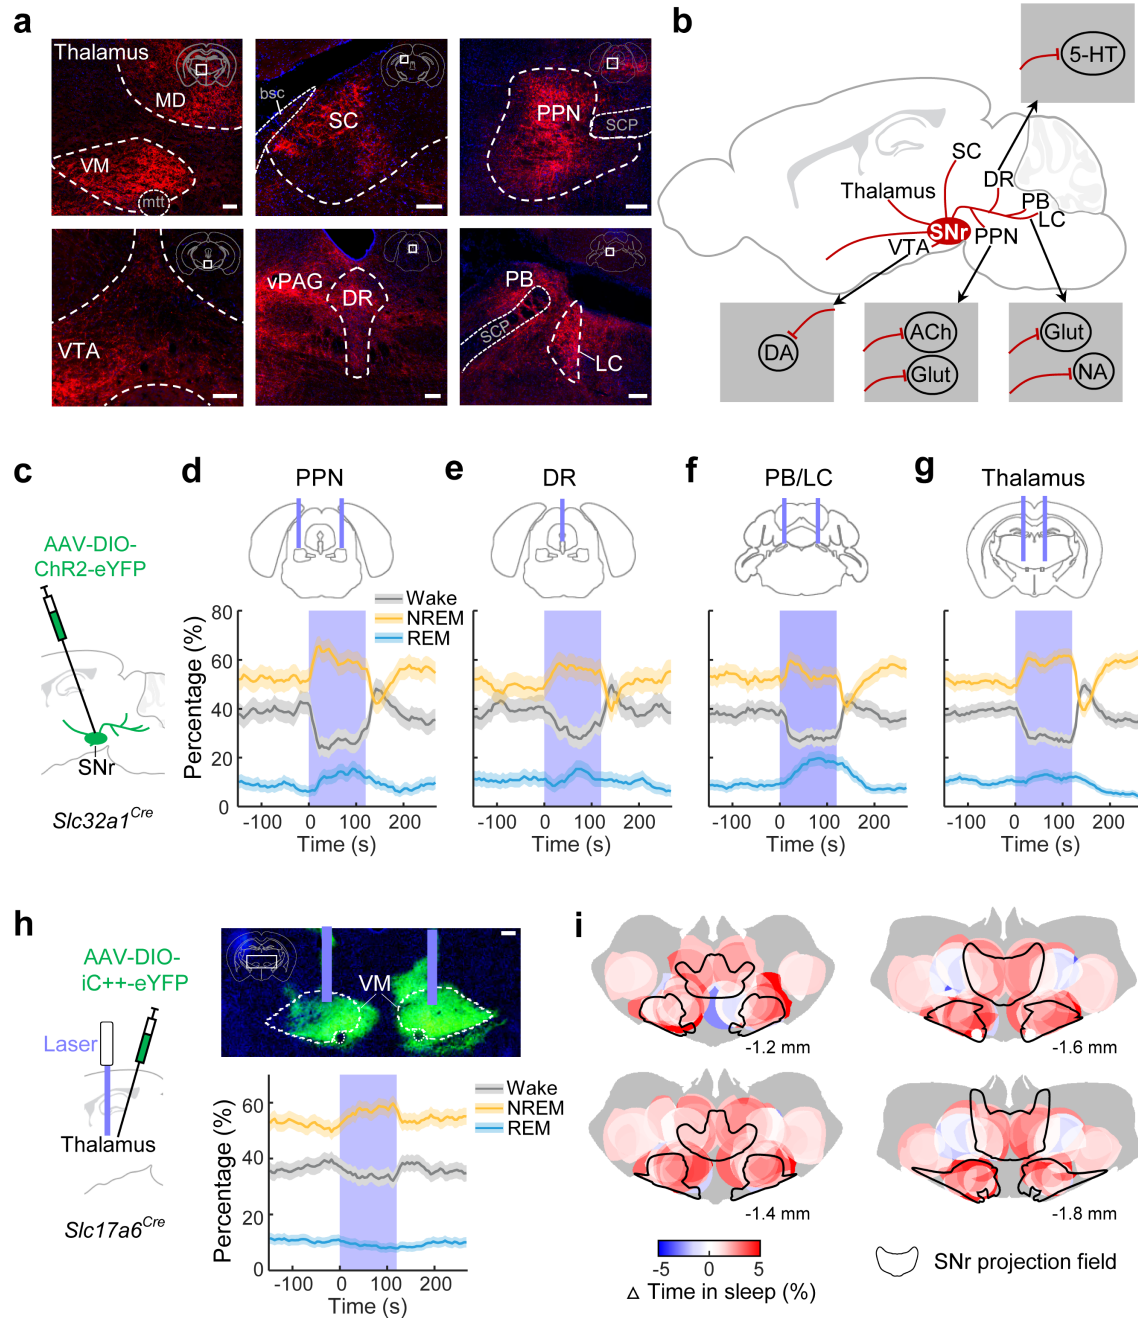 a
Thalamus
MD
VM
mtt
bsc
SC
PPN
SCP
VTA
vPAG
DR
PB
SCP
LC
b
5-HT
SC
Thalamus
DR
PB
LC
SNr
PPN
VTA
DA
ACh
Glut
Glut
NA
c
AAV-DIO-
ChR2-eYFP
SNr
Slc32a1Cre
d
PPN
Wake
NREM
REM
Percentage (%)
80
60
40
20
0
-100 0 100 200
Time (s)
e
DR
-100 0 100 200
Time (s)
f
PB/LC
-100 0 100 200
Time (s)
g
Thalamus
-100 0 100 200
Time (s)
h
AAV-DIO-
iC++-eYFP
Laser
Thalamus
Slc17a6Cre
VM
Wake
NREM
REM
Percentage (%)
60
40
20
0
-100 0 100 200
Time (s)
i
-1.2 mm
-1.6 mm
-1.4 mm
-1.8 mm
-5 0 5
Δ Time in sleep (%)
SNr projection field